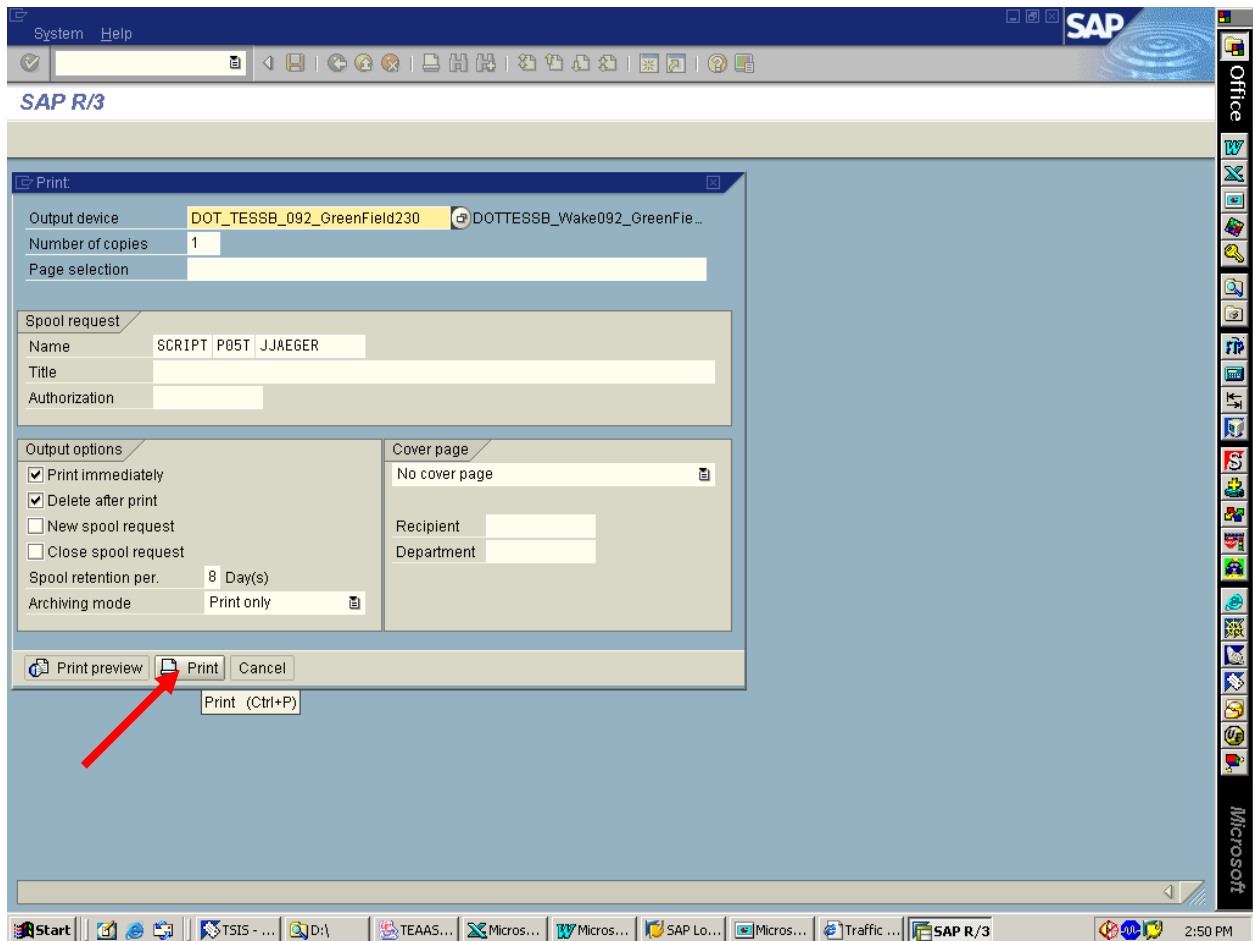 System Help
SAP
SAP R/3
Print:
Output device DOT_TESSB_092_GreenField230 DOTTESSB_Wake092_GreenFie...
Number of copies 1
Page selection
Spool request
Name SCRIPT P05T JJAEGER
Title
Authorization
Output options
Print immediately
Delete after print
New spool request
Close spool request
Spool retention per. 8 Day(s)
Archiving mode Print only
Cover page
No cover page
Recipient
Department
Print preview Print Cancel
Print (Ctrl+P)
Office
Microsoft
Start TSIS - ... D:\ TEAAS... Micros... Micros... SAP Lo... Micros... Traffic ... SAP R/3 2:50 PM